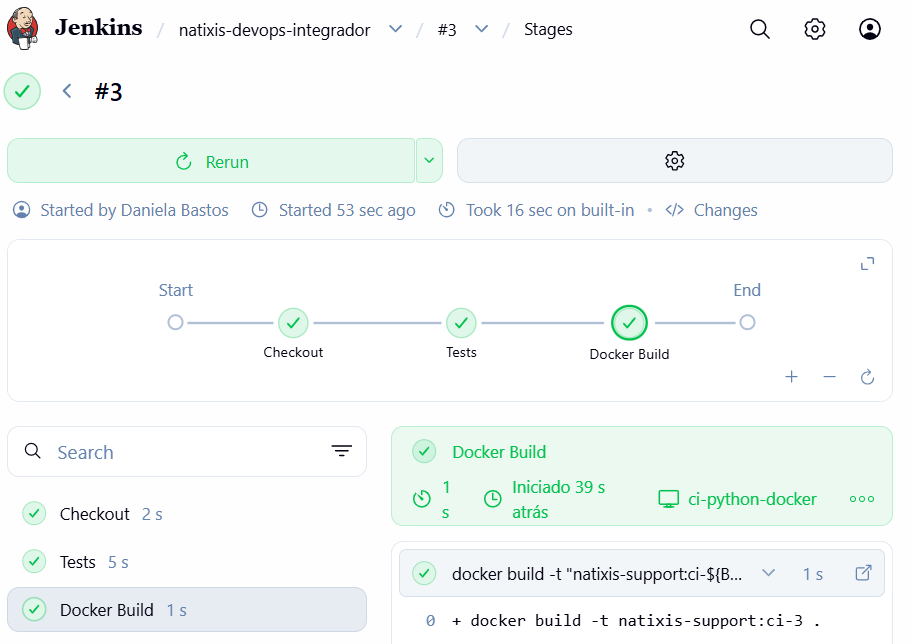 Jenkins / natixis-devops-integrador / #3 / Stages
#3
Rerun
Started by Daniela Bastos Started 53 sec ago Took 16 sec on built-in • </> Changes
Start End
Checkout Tests Docker Build
Search
Checkout 2 s
Tests 5 s
Docker Build 1 s
Docker Build
1 s
Iniciado 39 s atrás
ci-python-docker
docker build -t "natixis-support:ci-${B... 1 s
0 + docker build -t natixis-support:ci-3 .